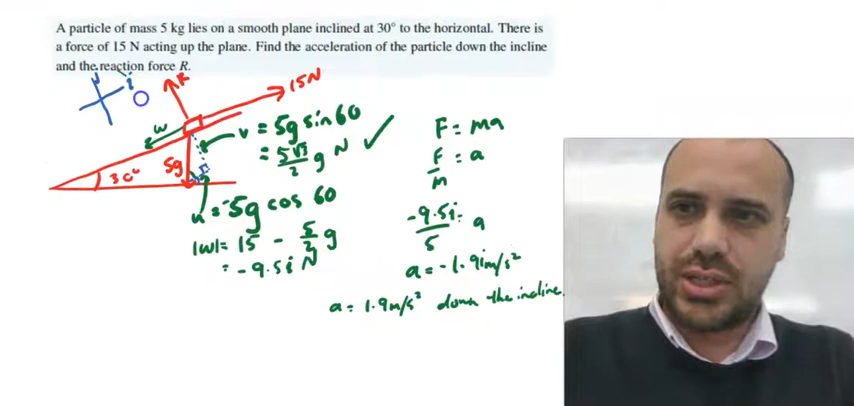 A particle of mass 5 kg lies on a smooth plane inclined at 30° to the horizontal. There is
a force of 15 N acting up the plane. Find the acceleration of the particle down the incline
and the reaction force R.
i
R
15N
w
5g
30°
v = 5g sin 60
= 5√3/2 g N ✓
u = -5g cos 60
|w| = 15 - 5/2 g
= -9.5i N
F = ma
F/m = a
-9.5i/5 = a
a = -1.9i m/s²
a = 1.9 m/s² down the incline.